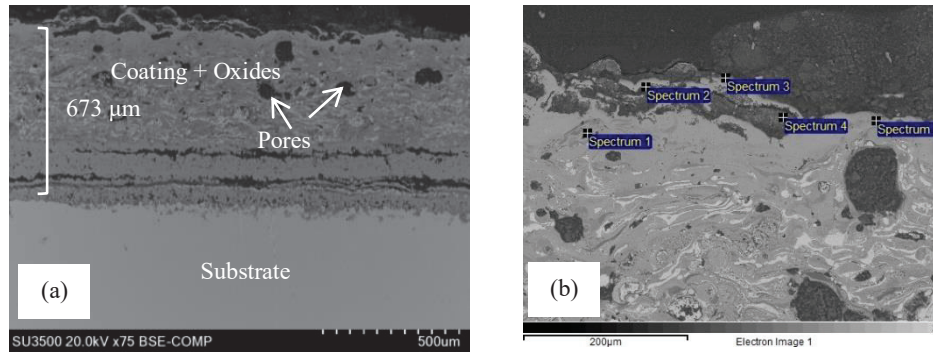 Coating + Oxides
673 μm
Pores
Substrate
(a)
SU3500 20.0kV x75 BSE-COMP 500um
Spectrum 3
Spectrum 2
Spectrum 4
Spectrum
Spectrum 1
(b)
200μm Electron Image 1